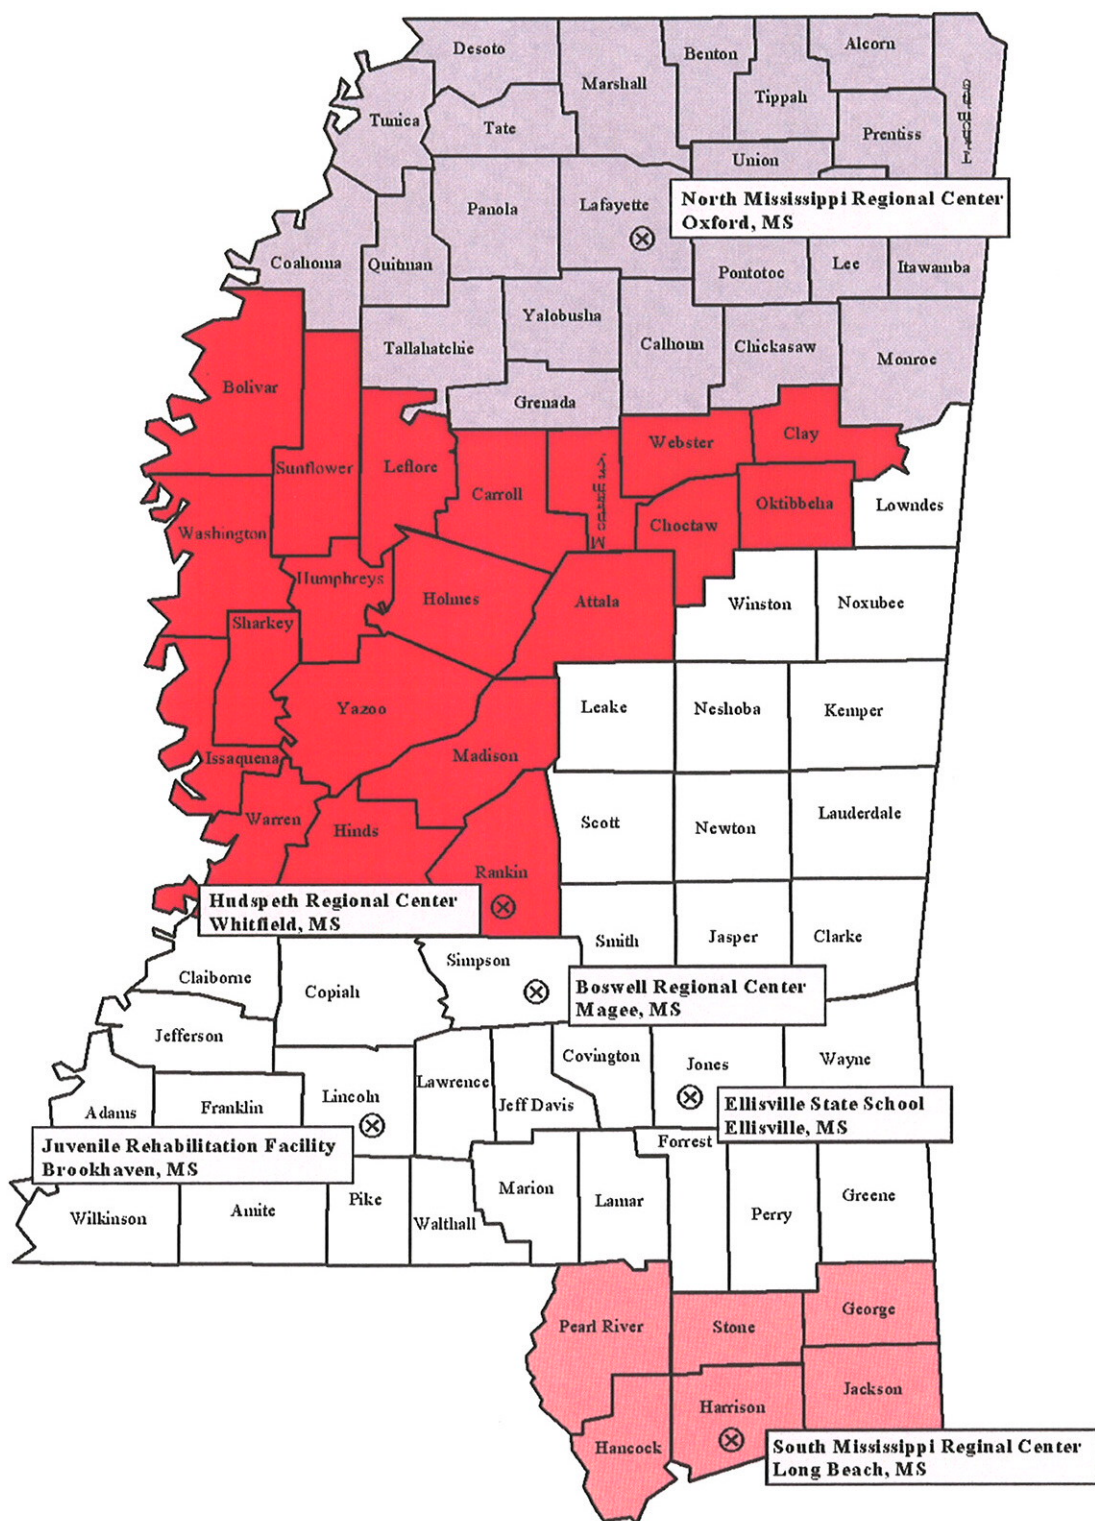 Desoto
Marshall
Benton
Tippah
Alcorn
Tunica
Tate
Prentiss
Union
North Mississippi Regional Center
Oxford, MS
Panola
Lafayette
Coahoma
Quitman
Pontotoc
Lee
Itawamba
Yalobusha
Tallahatchie
Calhoun
Chickasaw
Monroe
Bolivar
Grenada
Sunflower
Leflore
Carroll
Webster
Clay
Washington
Choctaw
Oktibbeha
Lowndes
Humphreys
Holmes
Attala
Winston
Noxubee
Sharkey
Yazoo
Leake
Neshoba
Kemper
Issaquena
Madison
Warren
Hinds
Scott
Newton
Lauderdale
Rankin
Hudspeth Regional Center
Whitfield, MS
Smith
Jasper
Clarke
Claiborne
Copiah
Simpson
Boswell Regional Center
Magee, MS
Jefferson
Covington
Jones
Wayne
Adams
Franklin
Lincoln
Lawrence
Jeff Davis
Ellisville State School
Ellisville, MS
Juvenile Rehabilitation Facility
Brookhaven, MS
Forrest
Wilkinson
Amite
Pike
Walthall
Marion
Lamar
Perry
Greene
Pearl River
Stone
George
Harrison
Jackson
Hancock
South Mississippi Reginal Center
Long Beach, MS